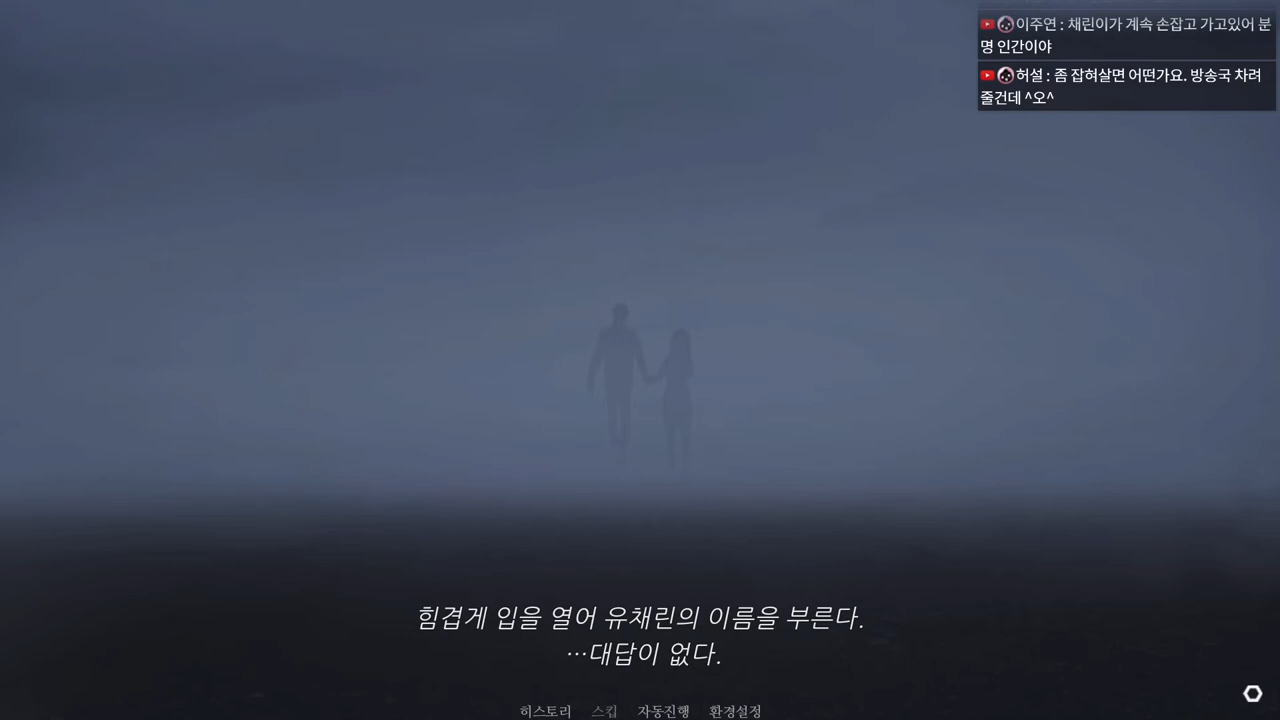 이주연 : 채린이가 계속 손잡고 가고있어 분
명 인간이야
허설 : 좀 잡혀살면 어떤가요. 방송국 차려
줄건데 ^오^
힘겹게 입을 열어 유채린의 이름을 부른다.
…대답이 없다.
히스토리 스킵 자동진행 환경설정